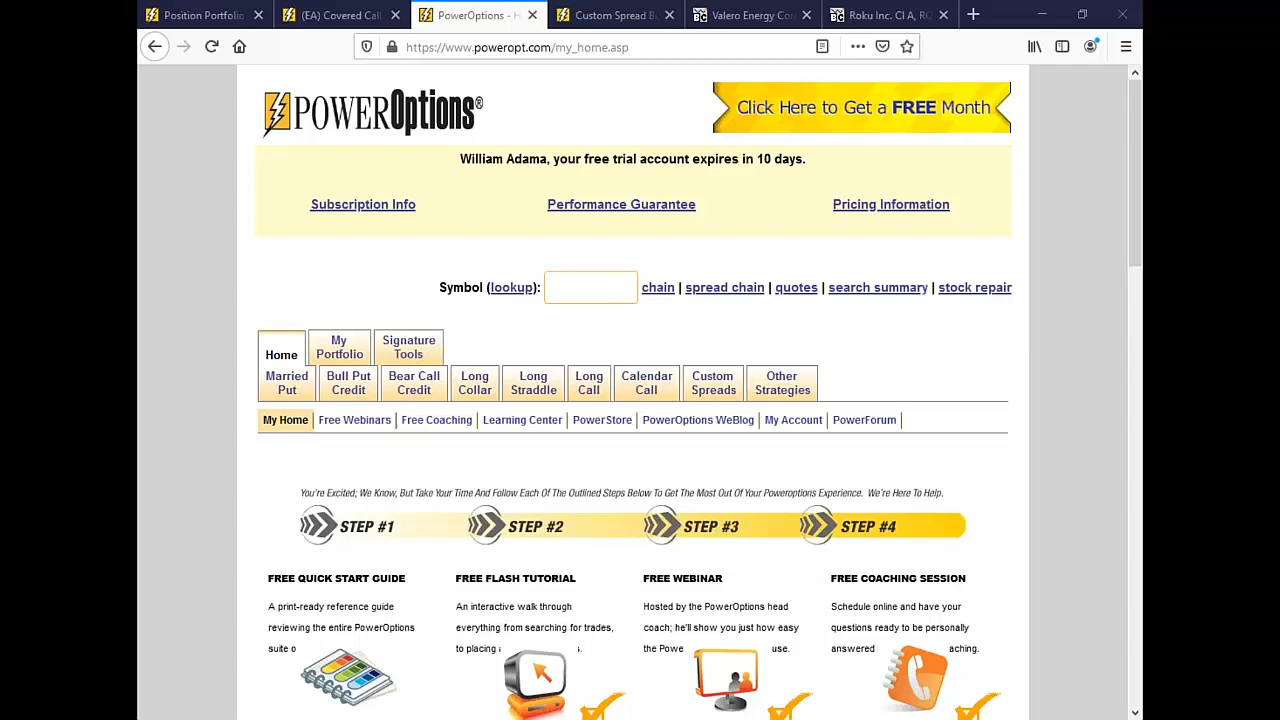 Position Portfolio
(EA) Covered Cal
PowerOptions - H
Custom Spread B
Valero Energy Cor
Roku Inc. Cl A, RO
https://www.poweropt.com/my_home.asp
POWEROptions®
Click Here to Get a FREE Month
William Adama, your free trial account expires in 10 days.
Subscription Info
Performance Guarantee
Pricing Information
Symbol (lookup): chain | spread chain | quotes | search summary | stock repair
Home
My Portfolio
Signature Tools
Married Put
Bull Put Credit
Bear Call Credit
Long Collar
Long Straddle
Long Call
Calendar Call
Custom Spreads
Other Strategies
My Home | Free Webinars | Free Coaching | Learning Center | PowerStore | PowerOptions WeBlog | My Account | PowerForum |
You're Excited; We Know, But Take Your Time And Follow Each Of The Outlined Steps Below To Get The Most Out Of Your Poweroptions Experience. We're Here To Help.
STEP #1
STEP #2
STEP #3
STEP #4
FREE QUICK START GUIDE
A print-ready reference guide
reviewing the entire PowerOptions
suite o
FREE FLASH TUTORIAL
An interactive walk through
everything from searching for trades,
to placing
FREE WEBINAR
Hosted by the PowerOptions head
coach; he'll show you just how easy
the Powe use.
FREE COACHING SESSION
Schedule online and have your
questions ready to be personally
answered aching.